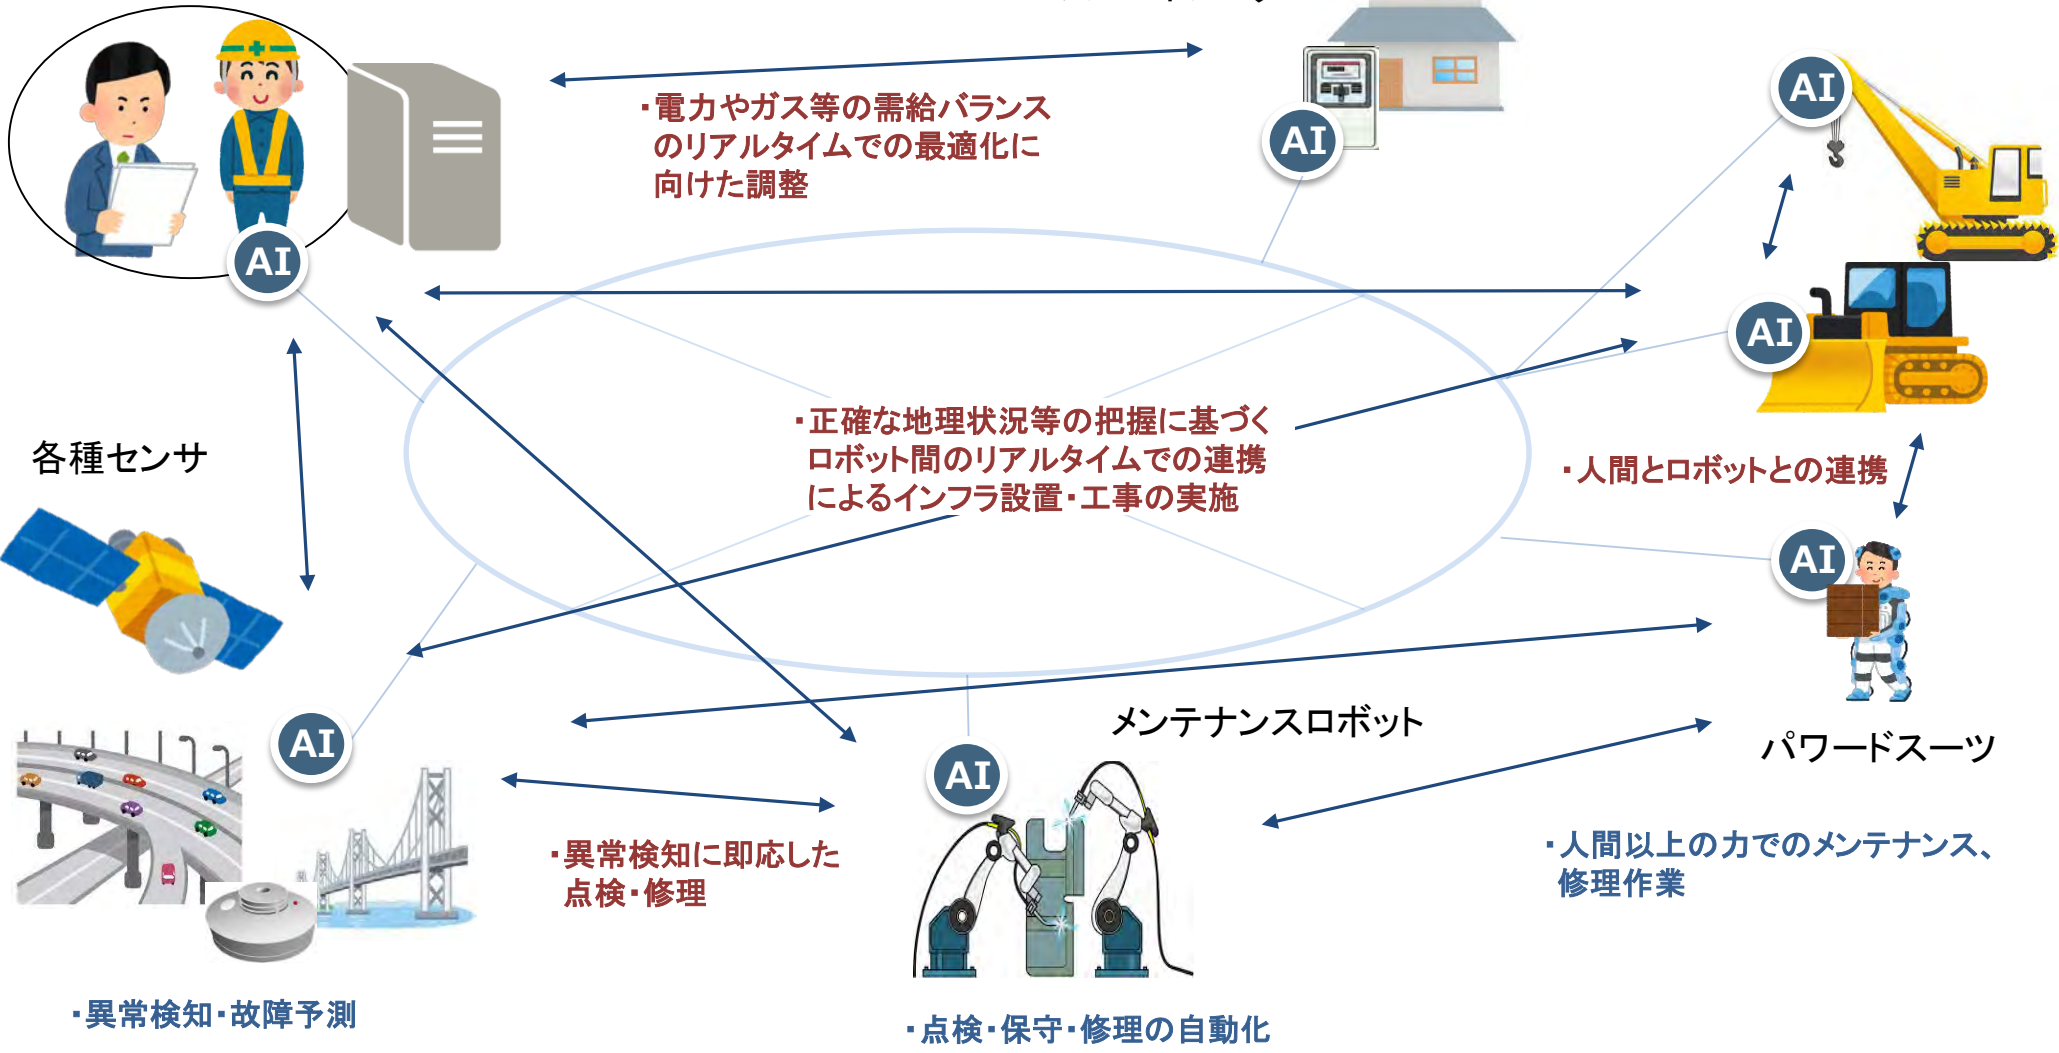 ・電力やガス等の需給バランス
のリアルタイムでの最適化に
向けた調整
AI
AI
AI
AI
・正確な地理状況等の把握に基づく
ロボット間のリアルタイムでの連携
によるインフラ設置・工事の実施
各種センサ
・人間とロボットとの連携
AI
メンテナンスロボット
パワードスーツ
AI
AI
・異常検知に即応した
点検・修理
・人間以上の力でのメンテナンス、
修理作業
・異常検知・故障予測
・点検・保守・修理の自動化